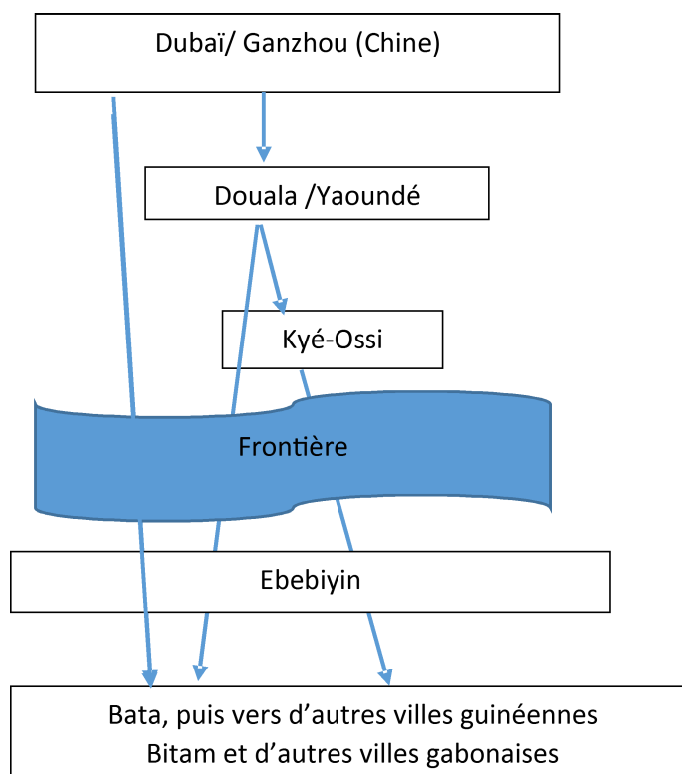 Dubaï/ Ganzhou (Chine)
Douala /Yaoundé
Kyé-Ossi
Frontière
Ebebiyin
Bata, puis vers d’autres villes guinéennes
Bitam et d’autres villes gabonaises